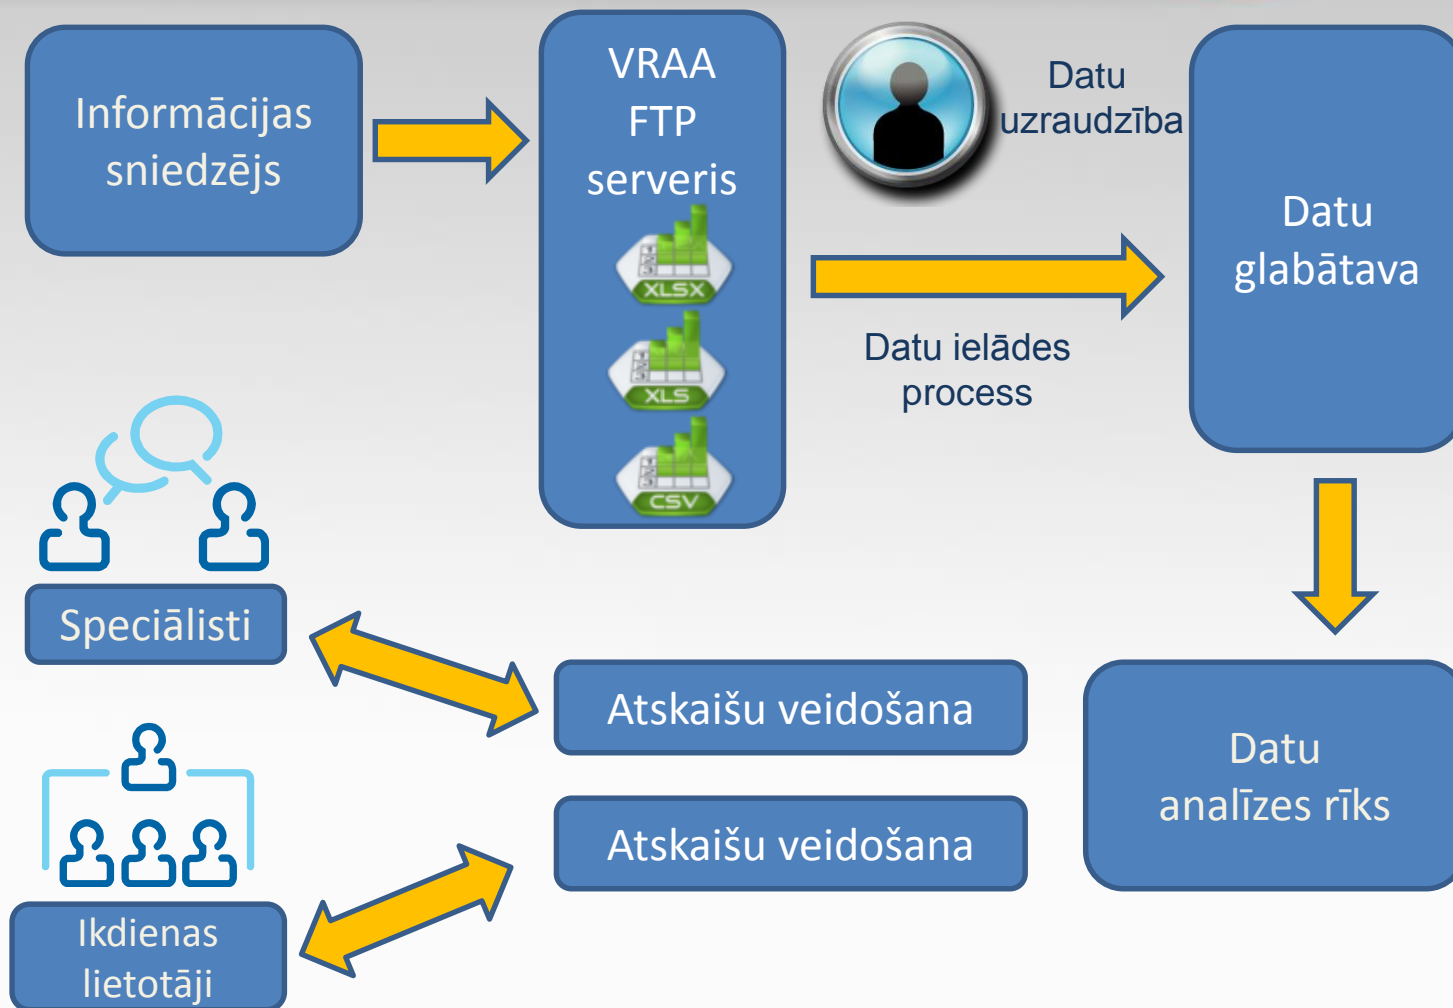 Informācijas
sniedzējs
VRAA
FTP
serveris
XLSX
XLS
CSV
Datu
uzraudzība
Datu ielādes
process
Datu
glabātava
Speciālisti
Atskaišu veidošana
Datu
analīzes rīks
Atskaišu veidošana
Ikdienas
lietotāji